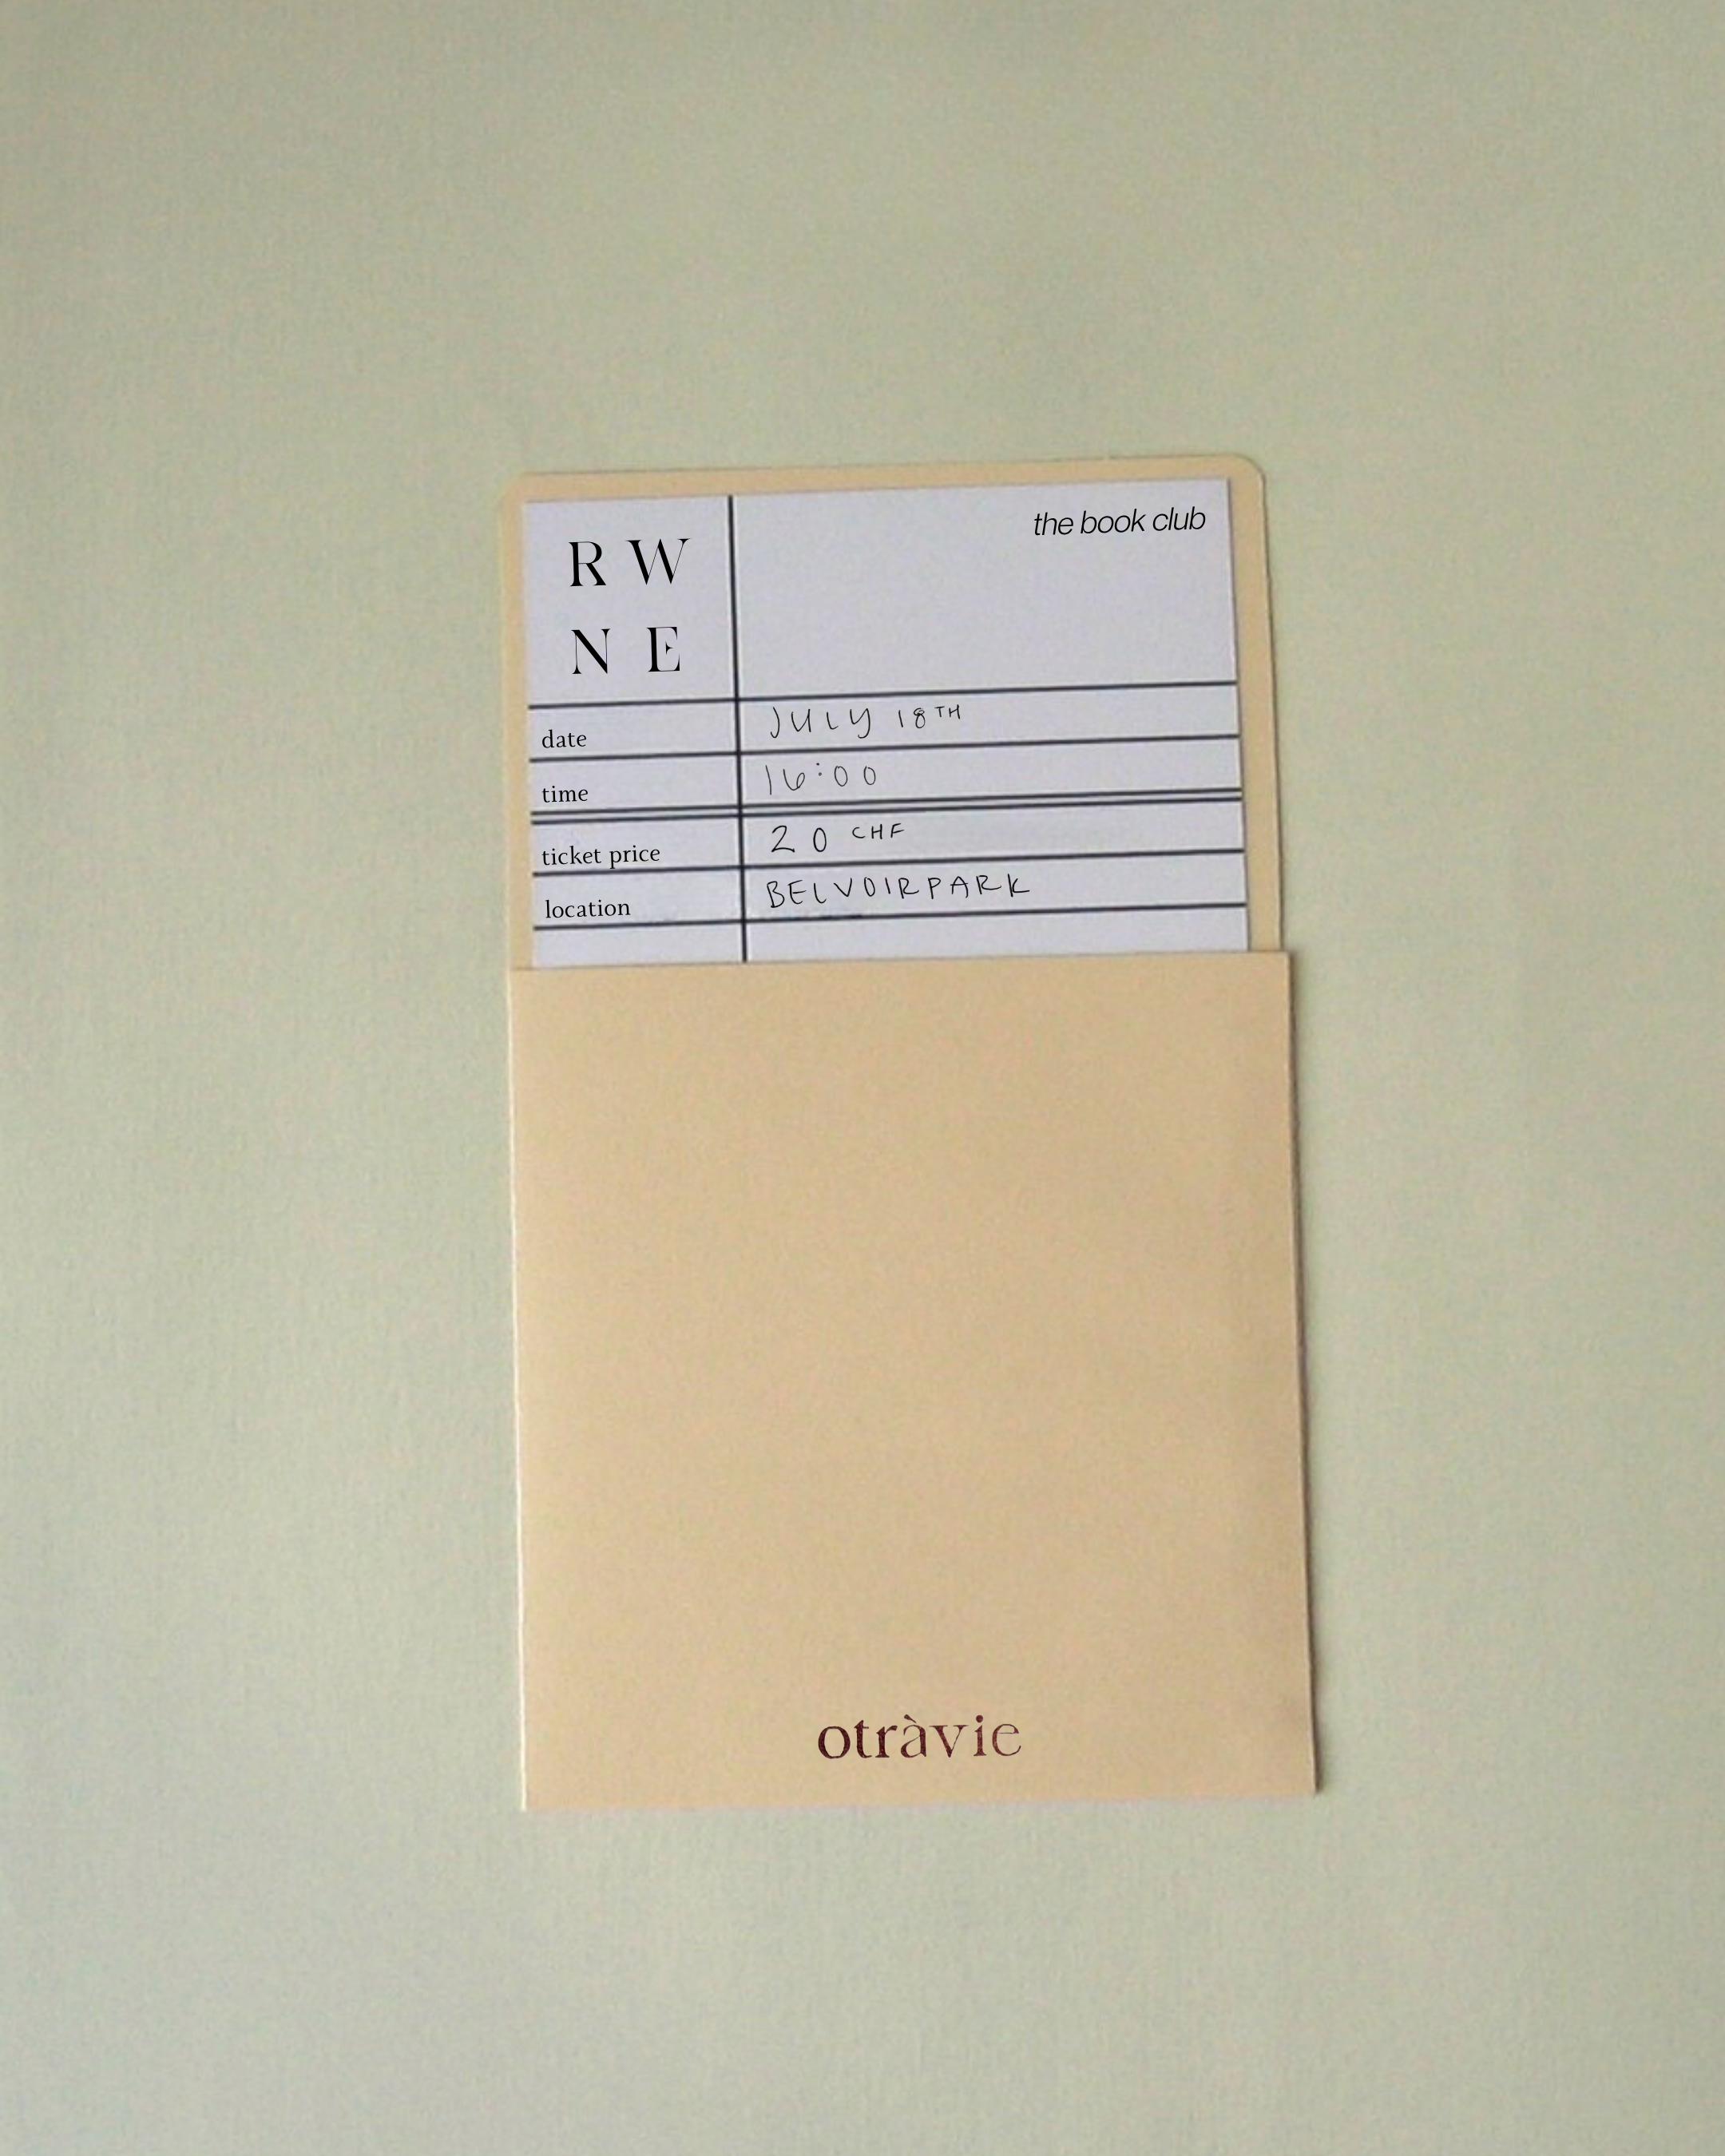 R W
the book club
N E
date JULY 18TH
time 16:00
ticket price 20 CHF
location BELVOIRPARK
otràvie